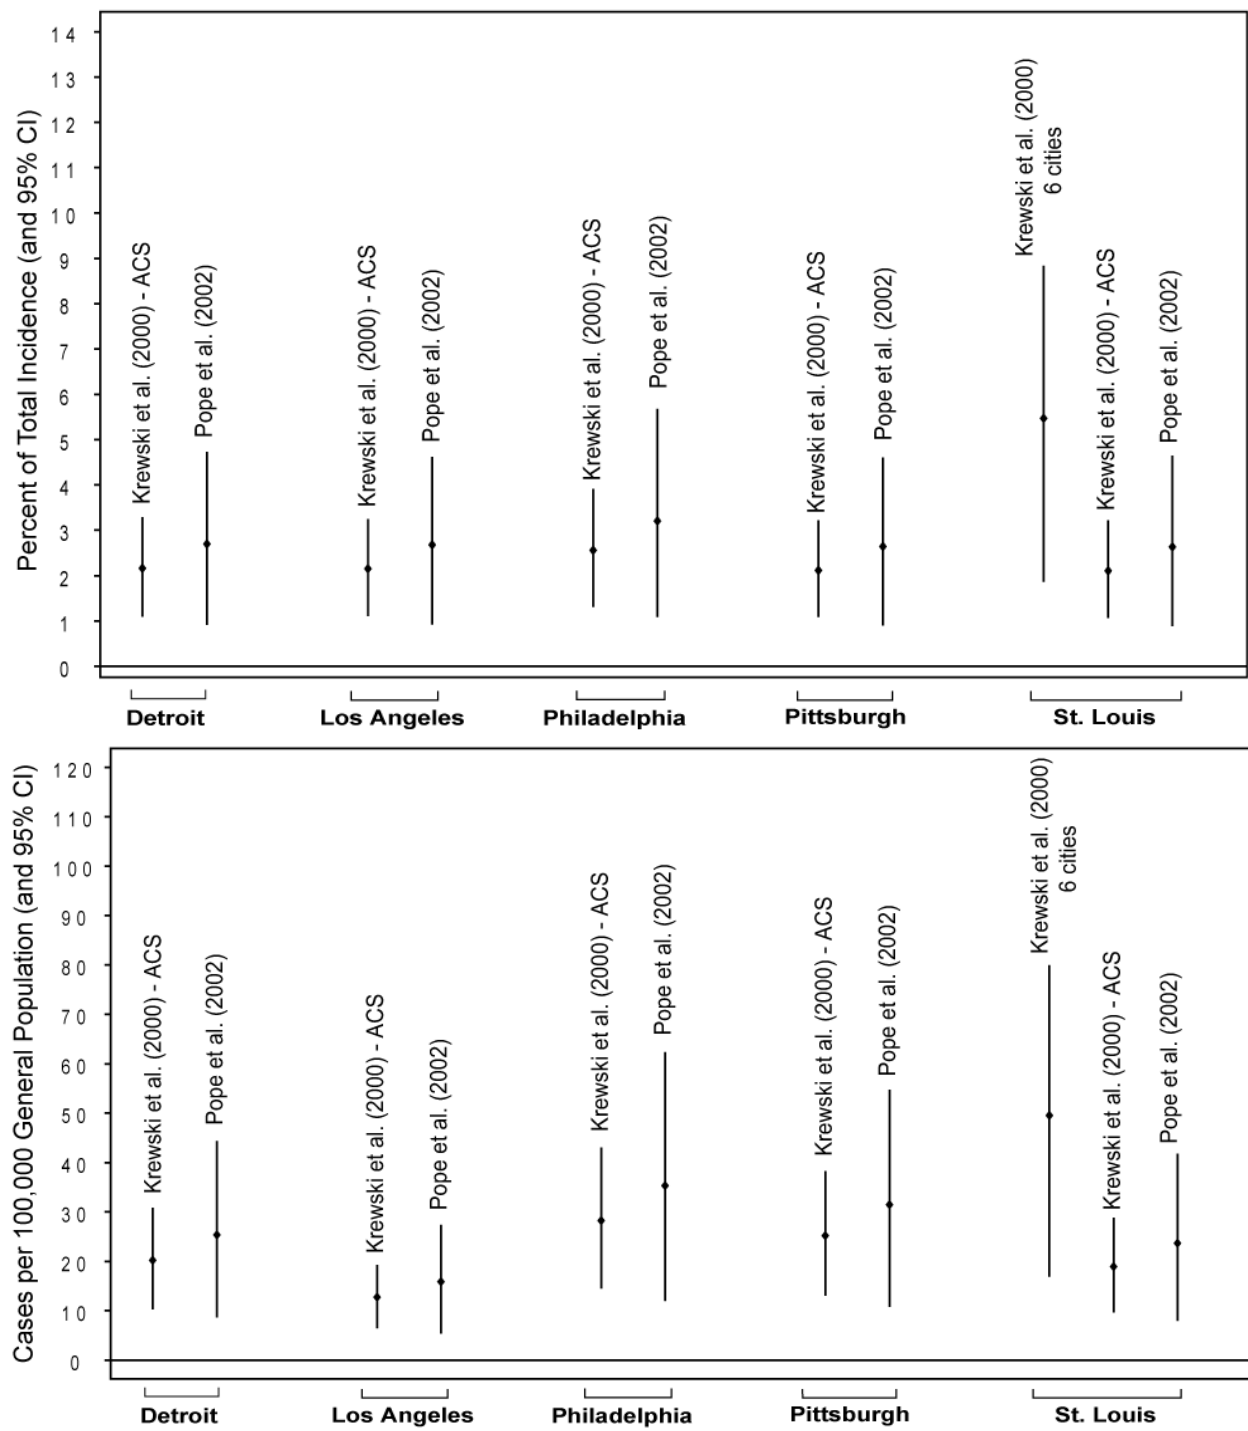 Percent of Total Incidence (and 95% CI)
14
13
12
11
10
9
8
7
6
5
4
3
2
1
0
Krewski et al. (2000) - ACS
Pope et al. (2002)
Krewski et al. (2000) - ACS
Pope et al. (2002)
Krewski et al. (2000) - ACS
Pope et al. (2002)
Krewski et al. (2000) - ACS
Pope et al. (2002)
Krewski et al. (2000)
6 cities
Krewski et al. (2000) - ACS
Pope et al. (2002)
Detroit
Los Angeles
Philadelphia
Pittsburgh
St. Louis
Cases per 100,000 General Population (and 95% CI)
120
110
100
90
80
70
60
50
40
30
20
10
0
Krewski et al. (2000) - ACS
Pope et al. (2002)
Krewski et al. (2000) - ACS
Pope et al. (2002)
Krewski et al. (2000) - ACS
Pope et al. (2002)
Krewski et al. (2000) - ACS
Pope et al. (2002)
Krewski et al. (2000)
6 cities
Krewski et al. (2000) - ACS
Pope et al. (2002)
Detroit
Los Angeles
Philadelphia
Pittsburgh
St. Louis